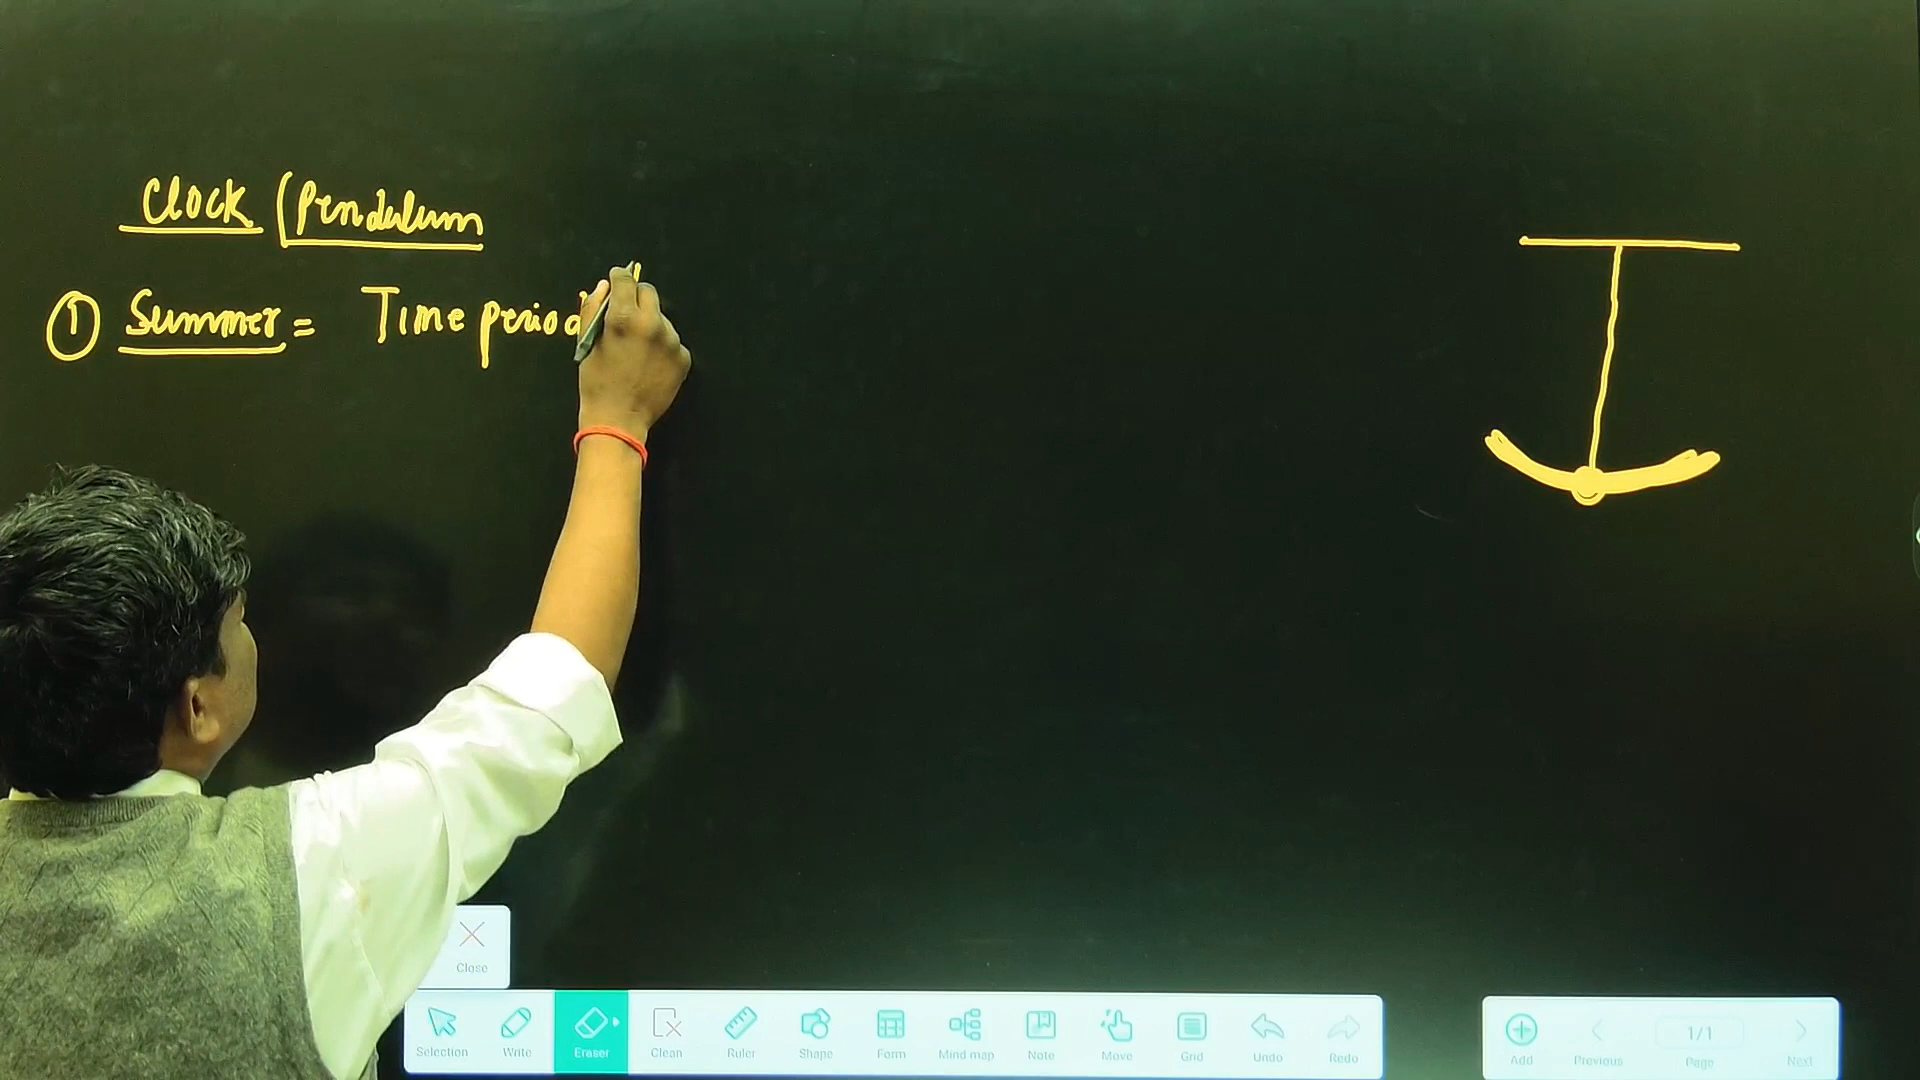 Clock (Pendulum
① Summer = Time period
Close
Selection Write Eraser Clean Ruler Shape Form Mind map Note Move Grid Undo Redo
Add Previous 1/1 Page Next